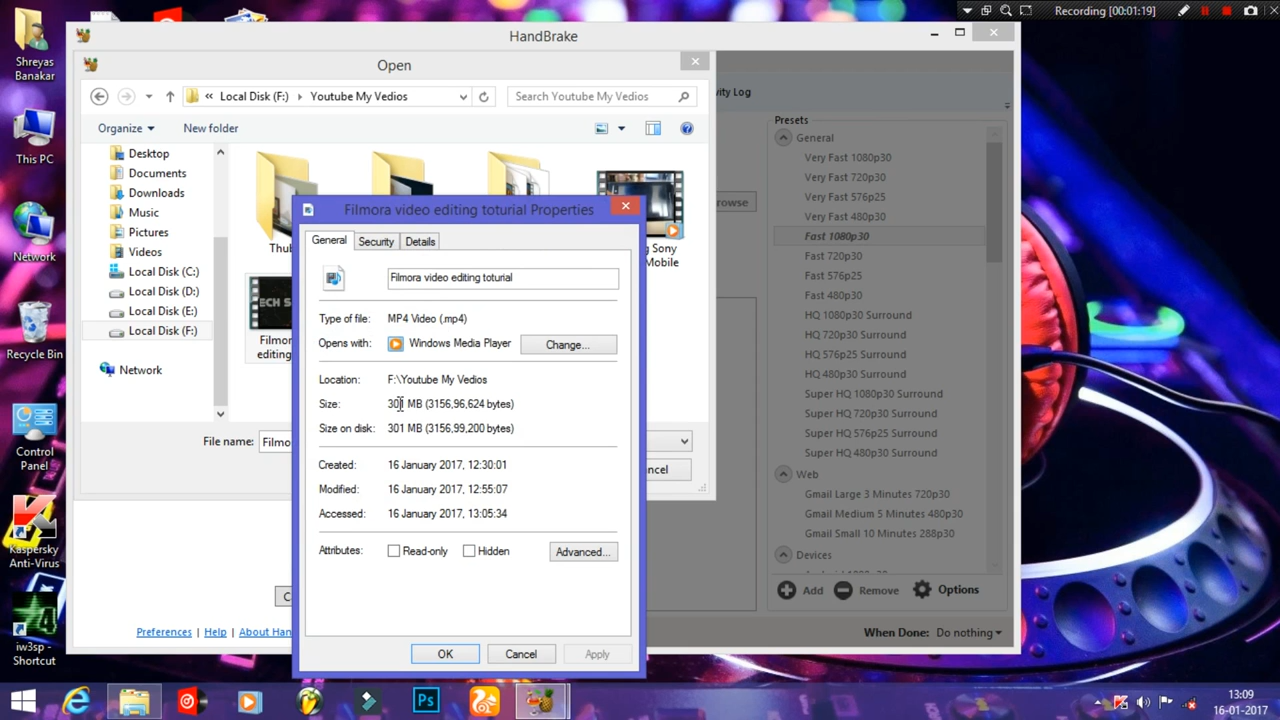 Recording [00:01:19]
HandBrake
Open
Local Disk (F:)
Youtube My Vedios
Search Youtube My Vedios
Organize
New folder
Desktop
Documents
Downloads
Music
Pictures
Videos
Local Disk (C:)
Local Disk (D:)
Local Disk (E:)
Local Disk (F:)
Network
Thu
Sony
Mobile
TECH S
Filmor
editing
File name:
Filmo
ncel
Filmora video editing toturial Properties
General
Security
Details
Filmora video editing toturial
Type of file:
MP4 Video (.mp4)
Opens with:
Windows Media Player
Change...
Location:
F:\Youtube My Vedios
Size:
301 MB (3156,96,624 bytes)
Size on disk:
301 MB (3156,99,200 bytes)
Created:
16 January 2017, 12:30:01
Modified:
16 January 2017, 12:55:07
Accessed:
16 January 2017, 13:05:34
Attributes:
Read-only
Hidden
Advanced...
OK
Cancel
Apply
vity Log
rowse
Presets
General
Very Fast 1080p30
Very Fast 720p30
Very Fast 576p25
Very Fast 480p30
Fast 1080p30
Fast 720p30
Fast 576p25
Fast 480p30
HQ 1080p30 Surround
HQ 720p30 Surround
HQ 576p25 Surround
HQ 480p30 Surround
Super HQ 1080p30 Surround
Super HQ 720p30 Surround
Super HQ 576p25 Surround
Super HQ 480p30 Surround
Web
Gmail Large 3 Minutes 720p30
Gmail Medium 5 Minutes 480p30
Gmail Small 10 Minutes 288p30
Devices
Add
Remove
Options
Preferences
Help
About Han
When Done: Do nothing
Shreyas
Banakar
This PC
Network
Recycle Bin
Control
Panel
Kaspersky
Anti-Virus
iw3sp -
Shortcut
Ps
13:09
16-01-2017